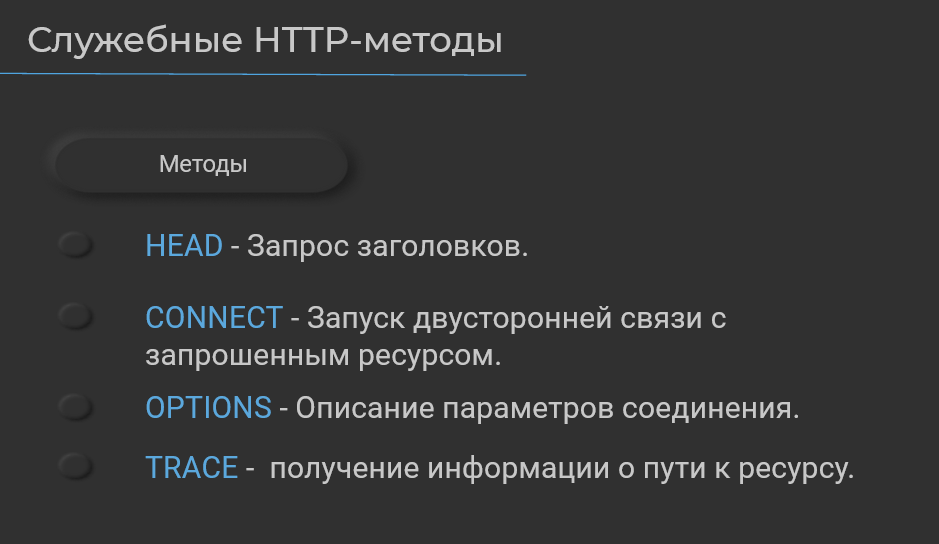 Служебные HTTP-методы
Методы
HEAD - Запрос заголовков.
CONNECT - Запуск двусторонней связи с
запрошенным ресурсом.
OPTIONS - Описание параметров соединения.
TRACE -  получение информации о пути к ресурсу.